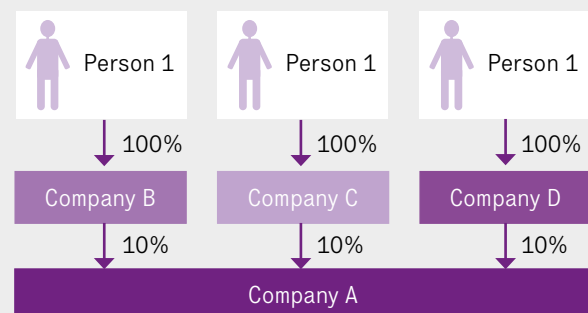 Person 1
Person 1
Person 1
100%
100%
100%
Company B
Company C
Company D
10%
10%
10%
Company A